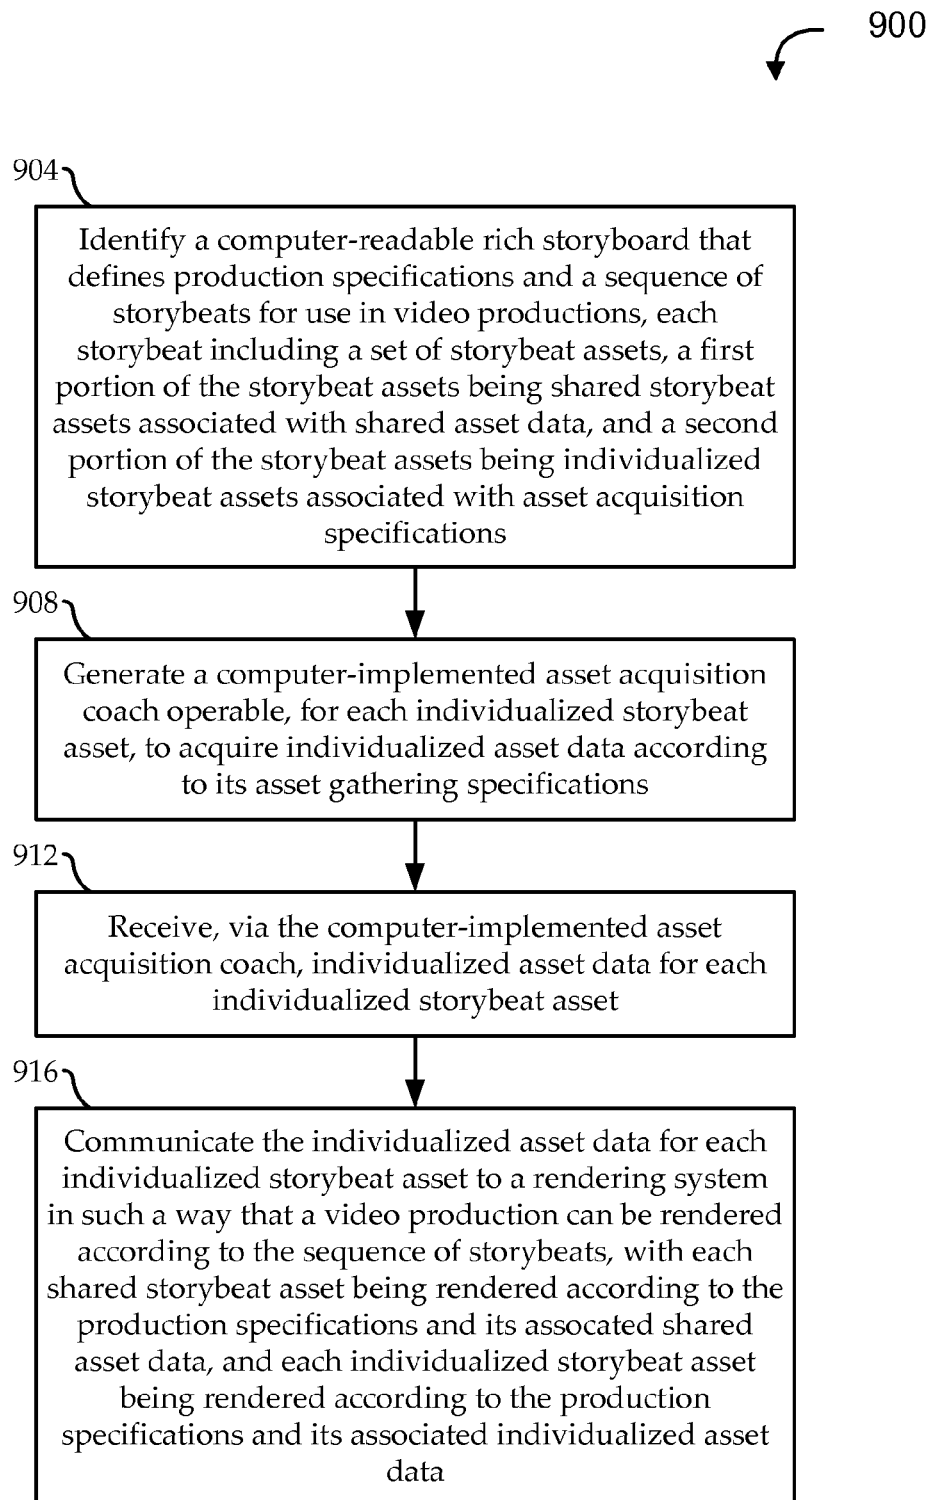 900
904
Identify a computer-readable rich storyboard that
defines production specifications and a sequence of
storybeats for use in video productions, each
storybeat including a set of storybeat assets, a first
portion of the storybeat assets being shared storybeat
assets associated with shared asset data, and a second
portion of the storybeat assets being individualized
storybeat assets associated with asset acquisition
specifications
908
Generate a computer-implemented asset acquisition
coach operable, for each individualized storybeat
asset, to acquire individualized asset data according
to its asset gathering specifications
912
Receive, via the computer-implemented asset
acquisition coach, individualized asset data for each
individualized storybeat asset
916
Communicate the individualized asset data for each
individualized storybeat asset to a rendering system
in such a way that a video production can be rendered
according to the sequence of storybeats, with each
shared storybeat asset being rendered according to the
production specifications and its assocated shared
asset data, and each individualized storybeat asset
being rendered according to the production
specifications and its associated individualized asset
data